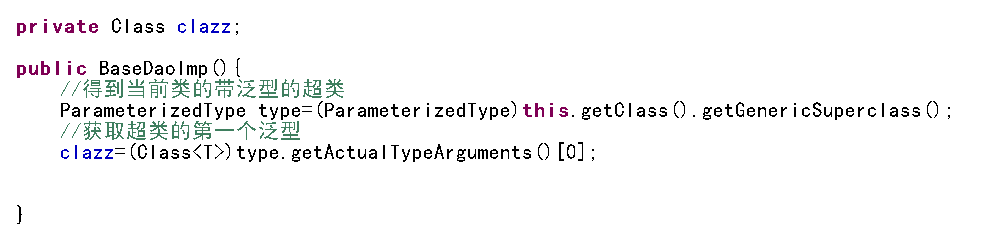 private Class clazz;
public BaseDaoImp(){
//得到当前类的带泛型的超类
ParameterizedType type=(ParameterizedType)this.getClass().getGenericSuperclass();
//获取超类的第一个泛型
clazz=(Class<T>)type.getActualTypeArguments()[0];
}